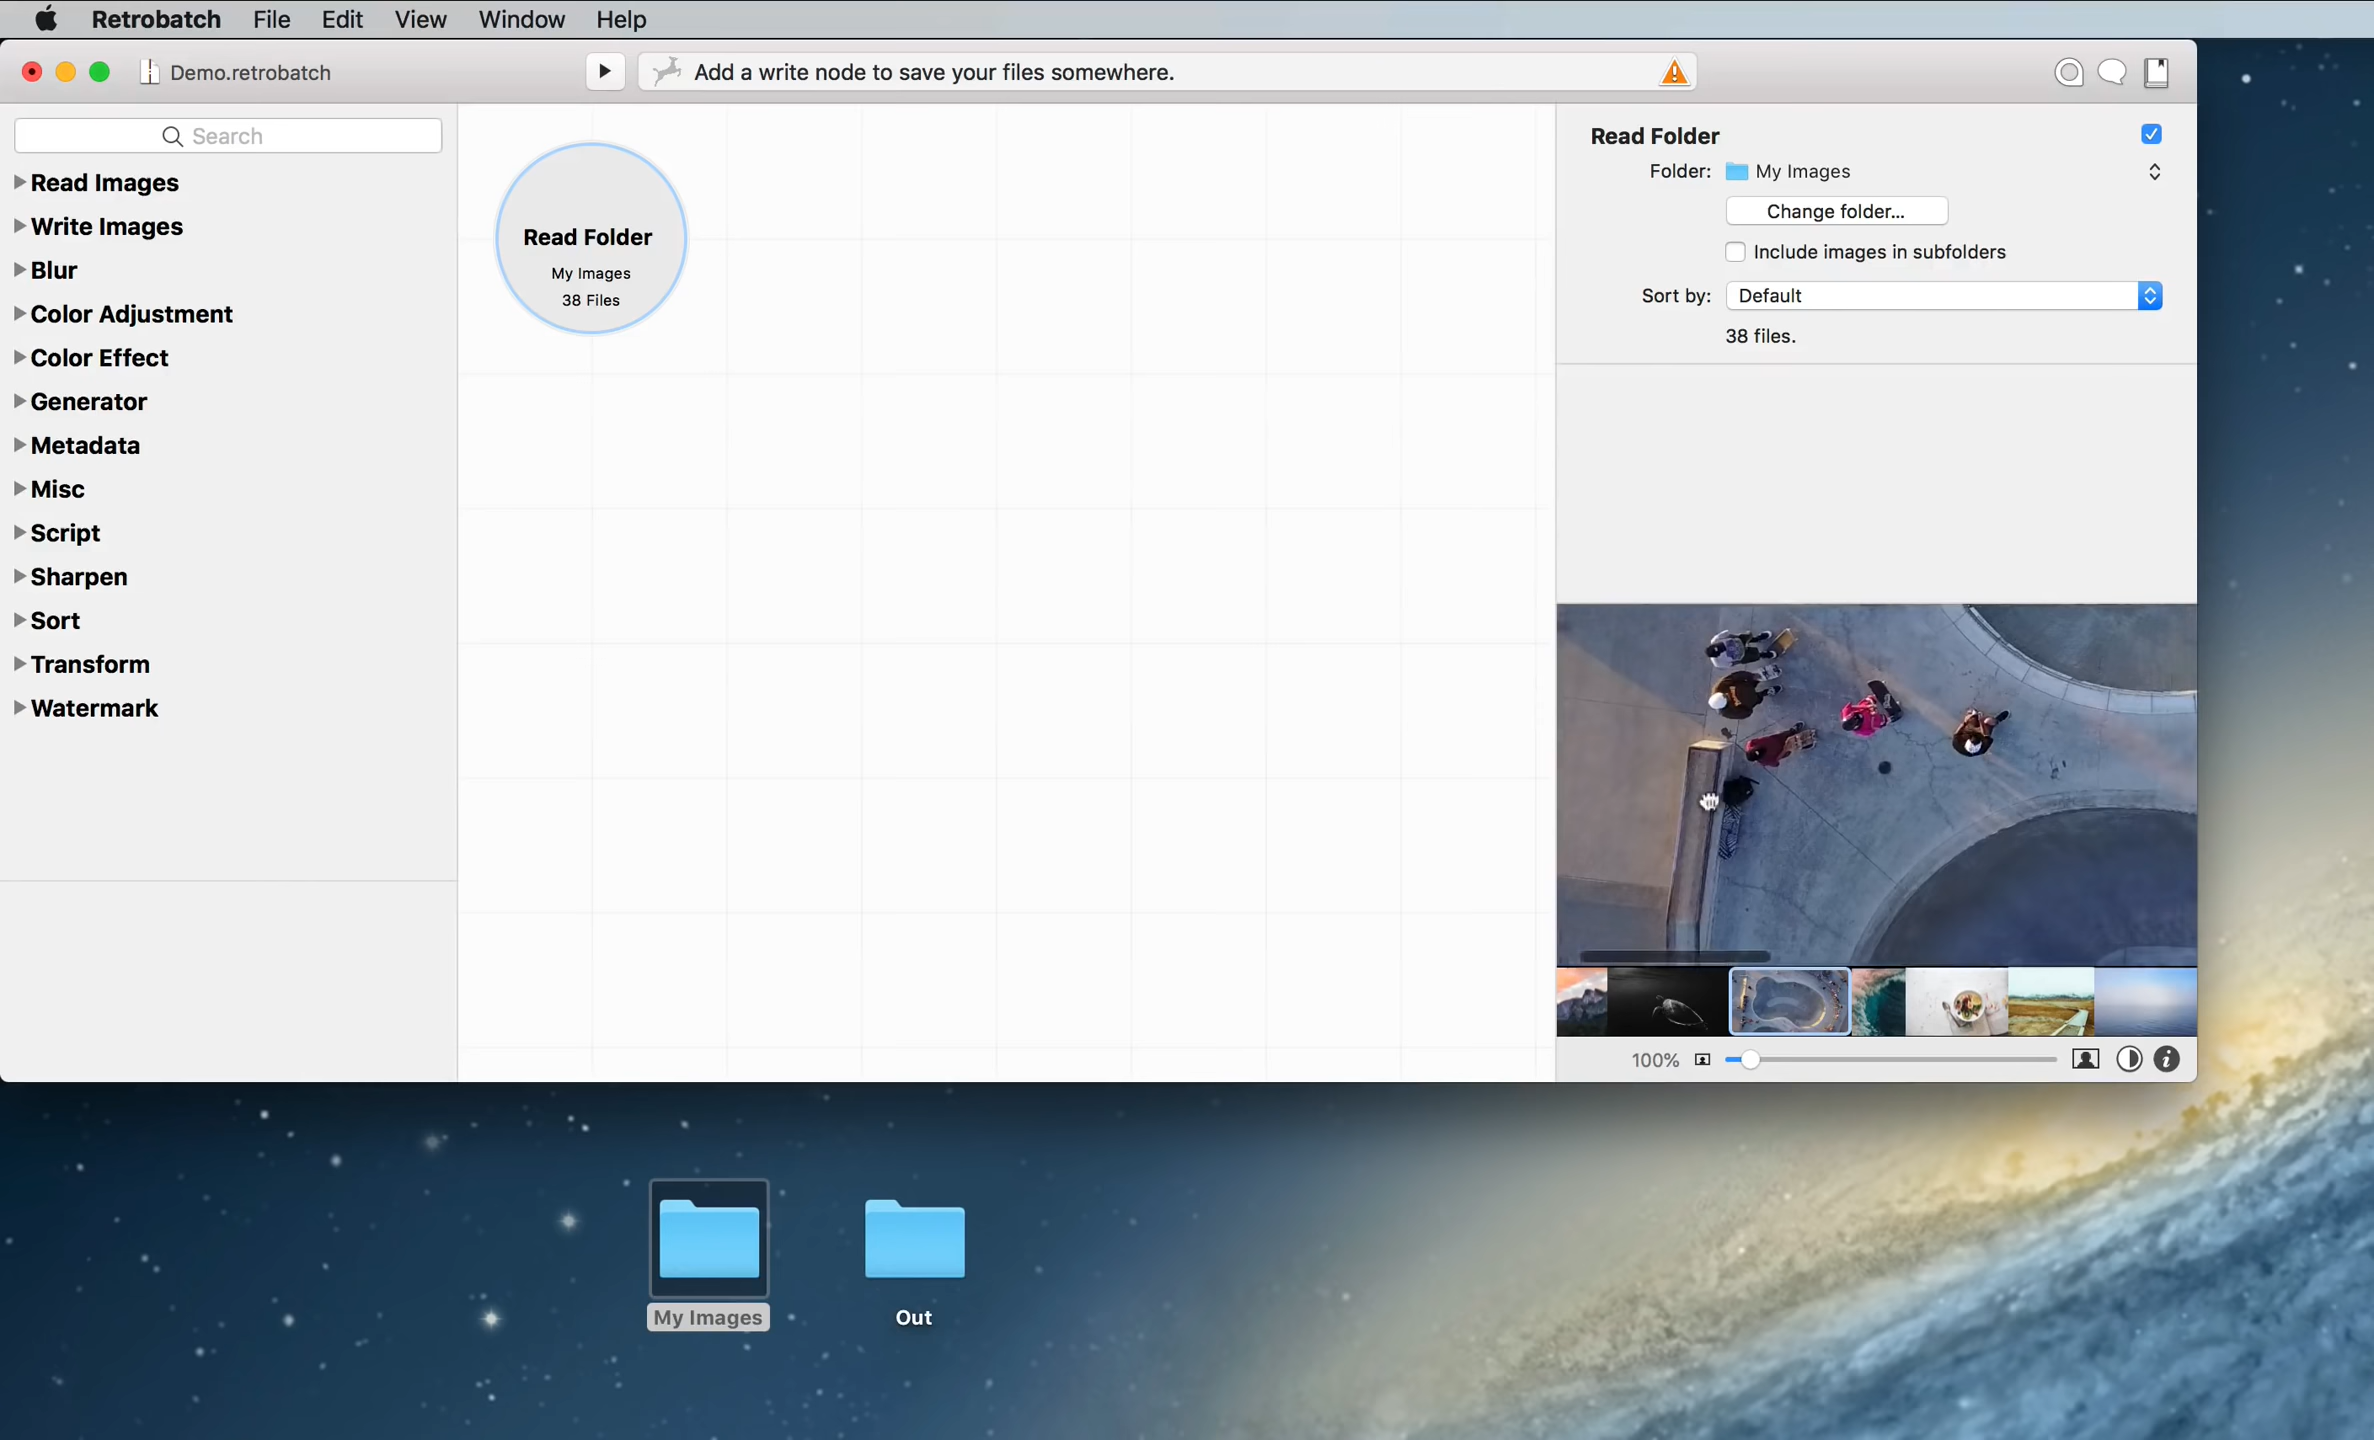 Retrobatch File Edit View Window Help
Demo.retrobatch
Add a write node to save your files somewhere.
Search
Read Images
Write Images
Blur
Color Adjustment
Color Effect
Generator
Metadata
Misc
Script
Sharpen
Sort
Transform
Watermark
Read Folder
My Images
38 Files
Read Folder
Folder: My Images
Change folder...
Include images in subfolders
Sort by: Default
38 files.
100%
My Images
Out